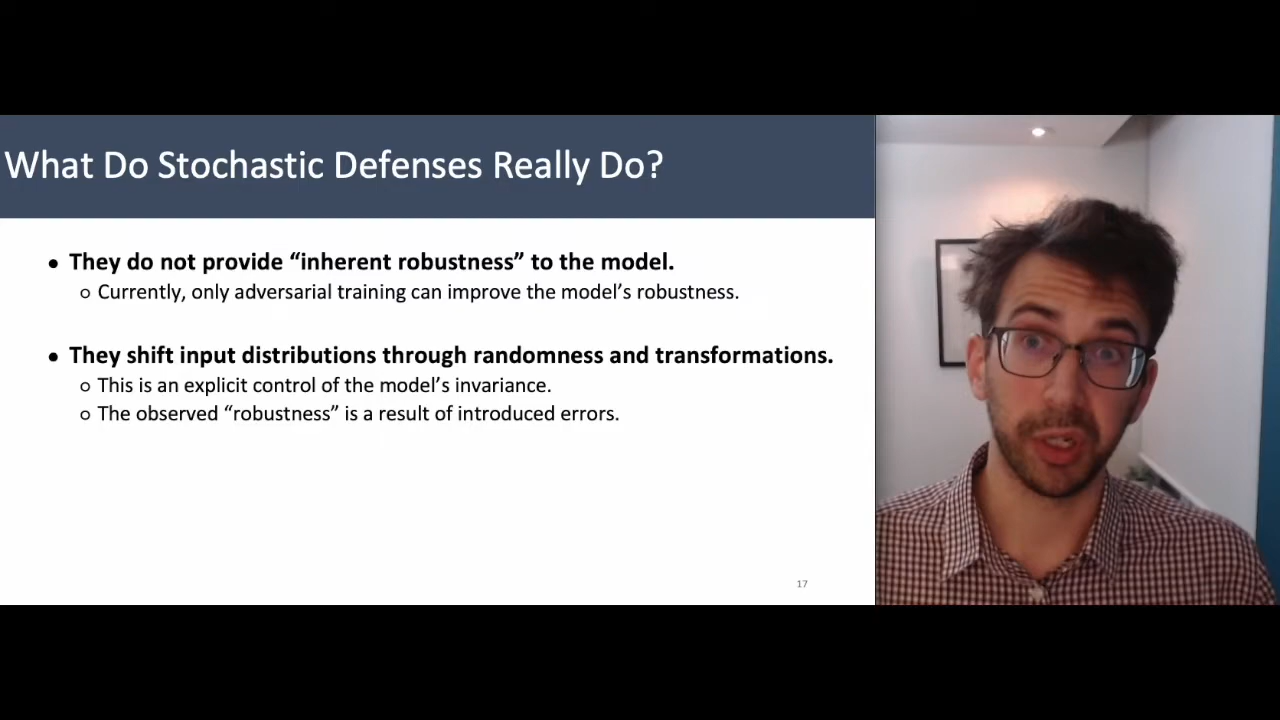 What Do Stochastic Defenses Really Do?
● They do not provide “inherent robustness” to the model.
○ Currently, only adversarial training can improve the model’s robustness.
● They shift input distributions through randomness and transformations.
○ This is an explicit control of the model’s invariance.
○ The observed “robustness” is a result of introduced errors.
17